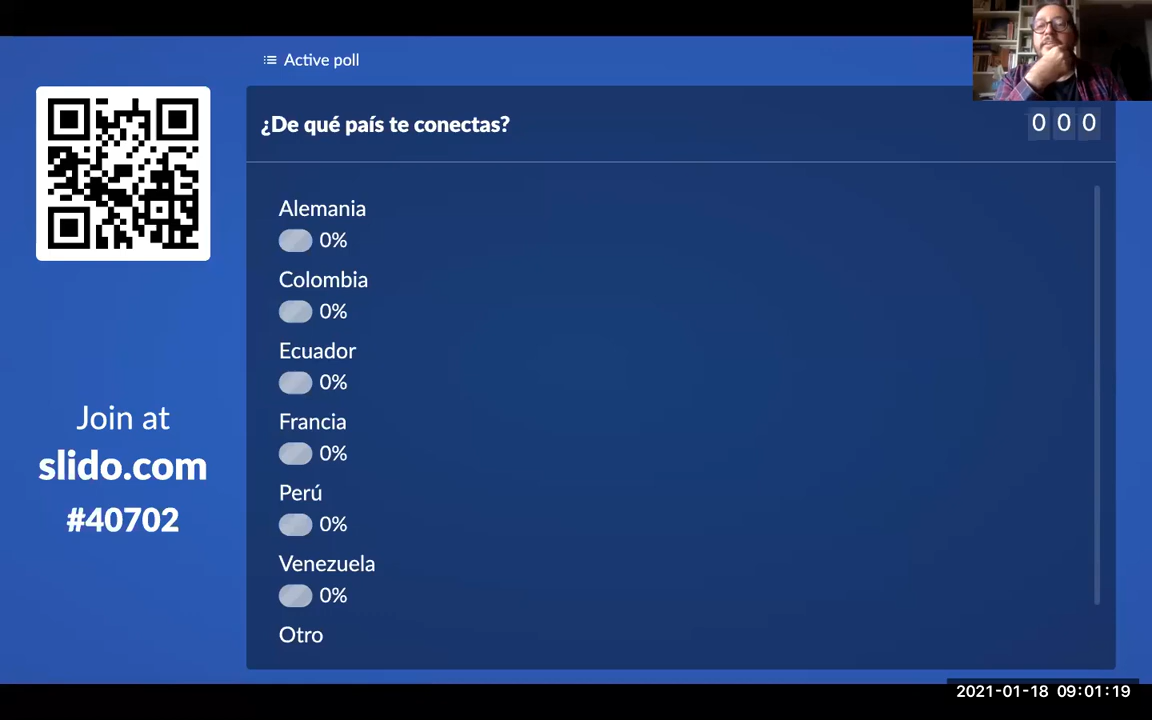 Active poll
¿De qué país te conectas?
0 0 0
Alemania
0%
Colombia
0%
Ecuador
0%
Francia
0%
Perú
0%
Venezuela
0%
Otro
Join at
slido.com
#40702
2021-01-18 09:01:19